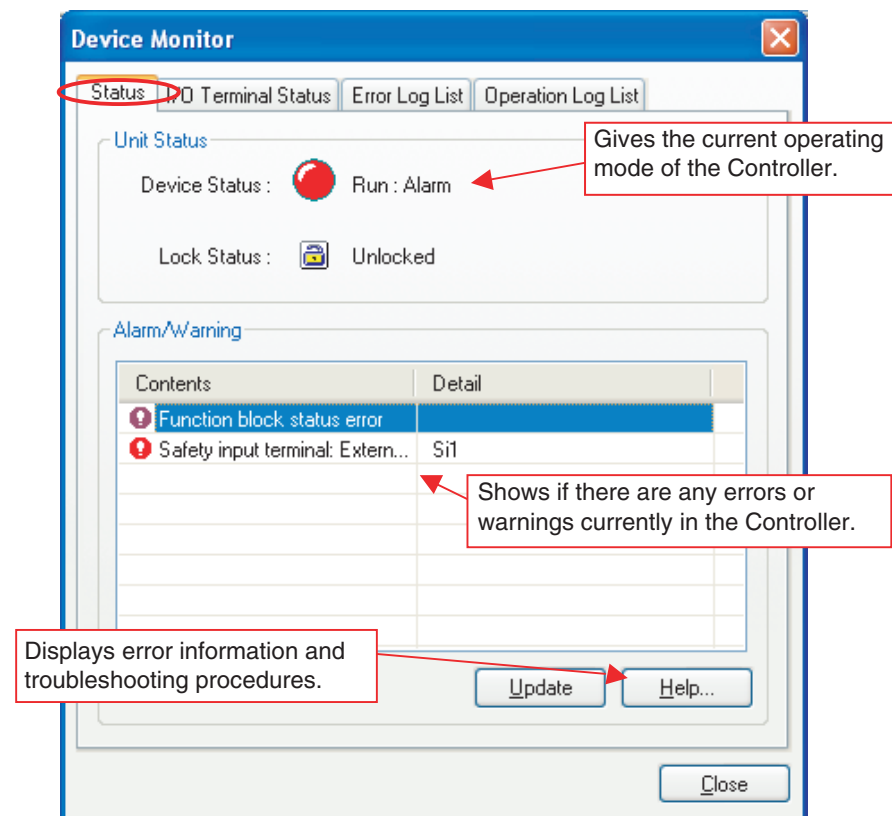 Device Monitor
Status I/O Terminal Status Error Log List Operation Log List
Unit Status
Gives the current operating
mode of the Controller.
Device Status : Run : Alarm
Lock Status : Unlocked
Alarm/Warning
Contents Detail
Function block status error
Safety input terminal: Extern... Si1
Shows if there are any errors or
warnings currently in the Controller.
Displays error information and
troubleshooting procedures.
Update Help...
Close